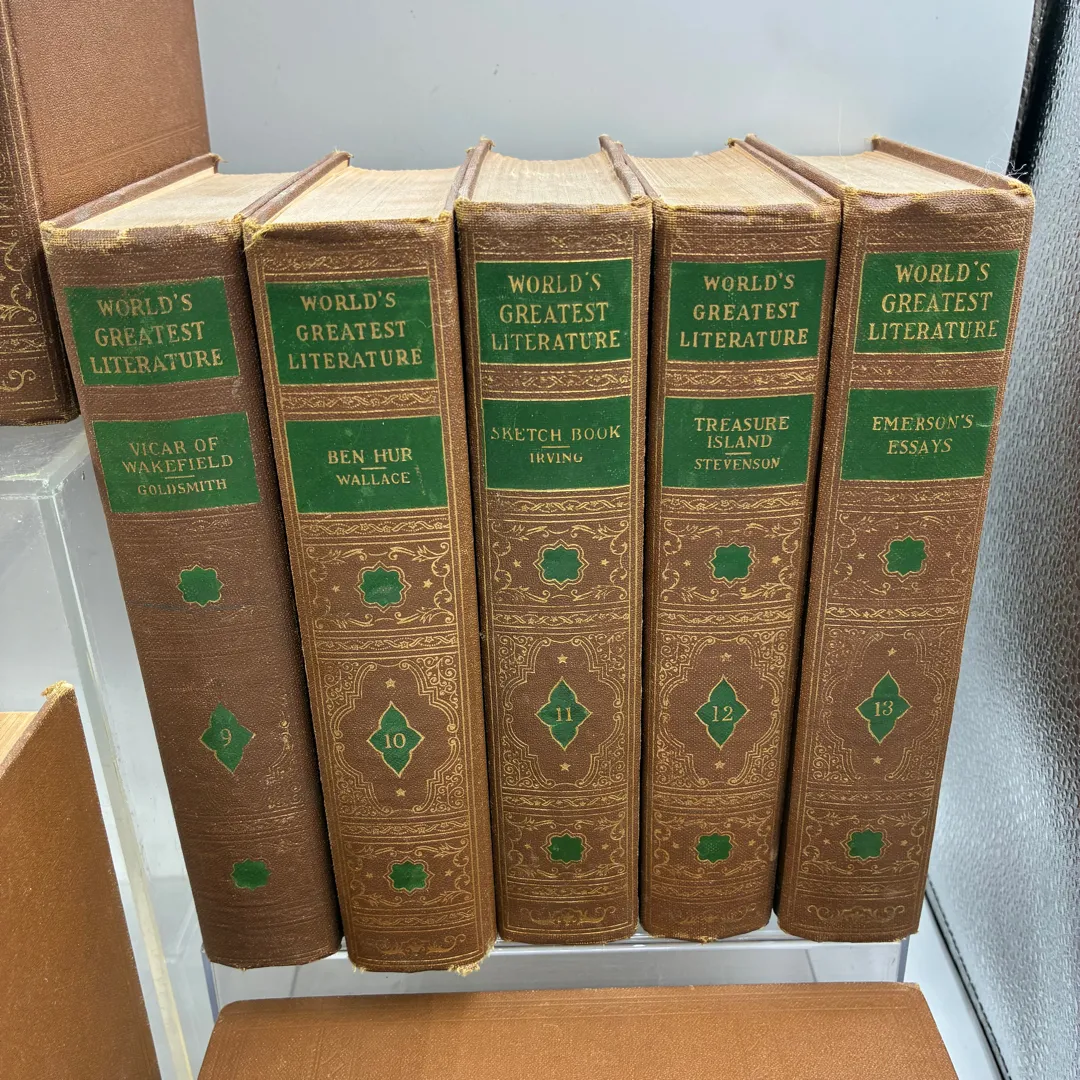 WORLD'S
GREATEST
LITERATURE
VICAR OF
WAKEFIELD
GOLDSMITH
9
WORLD'S
GREATEST
LITERATURE
BEN HUR
WALLACE
10
WORLD'S
GREATEST
LITERATURE
SKETCH BOOK
IRVING
11
WORLD'S
GREATEST
LITERATURE
TREASURE
ISLAND
STEVENSON
12
WORLD'S
GREATEST
LITERATURE
EMERSON'S
ESSAYS
13